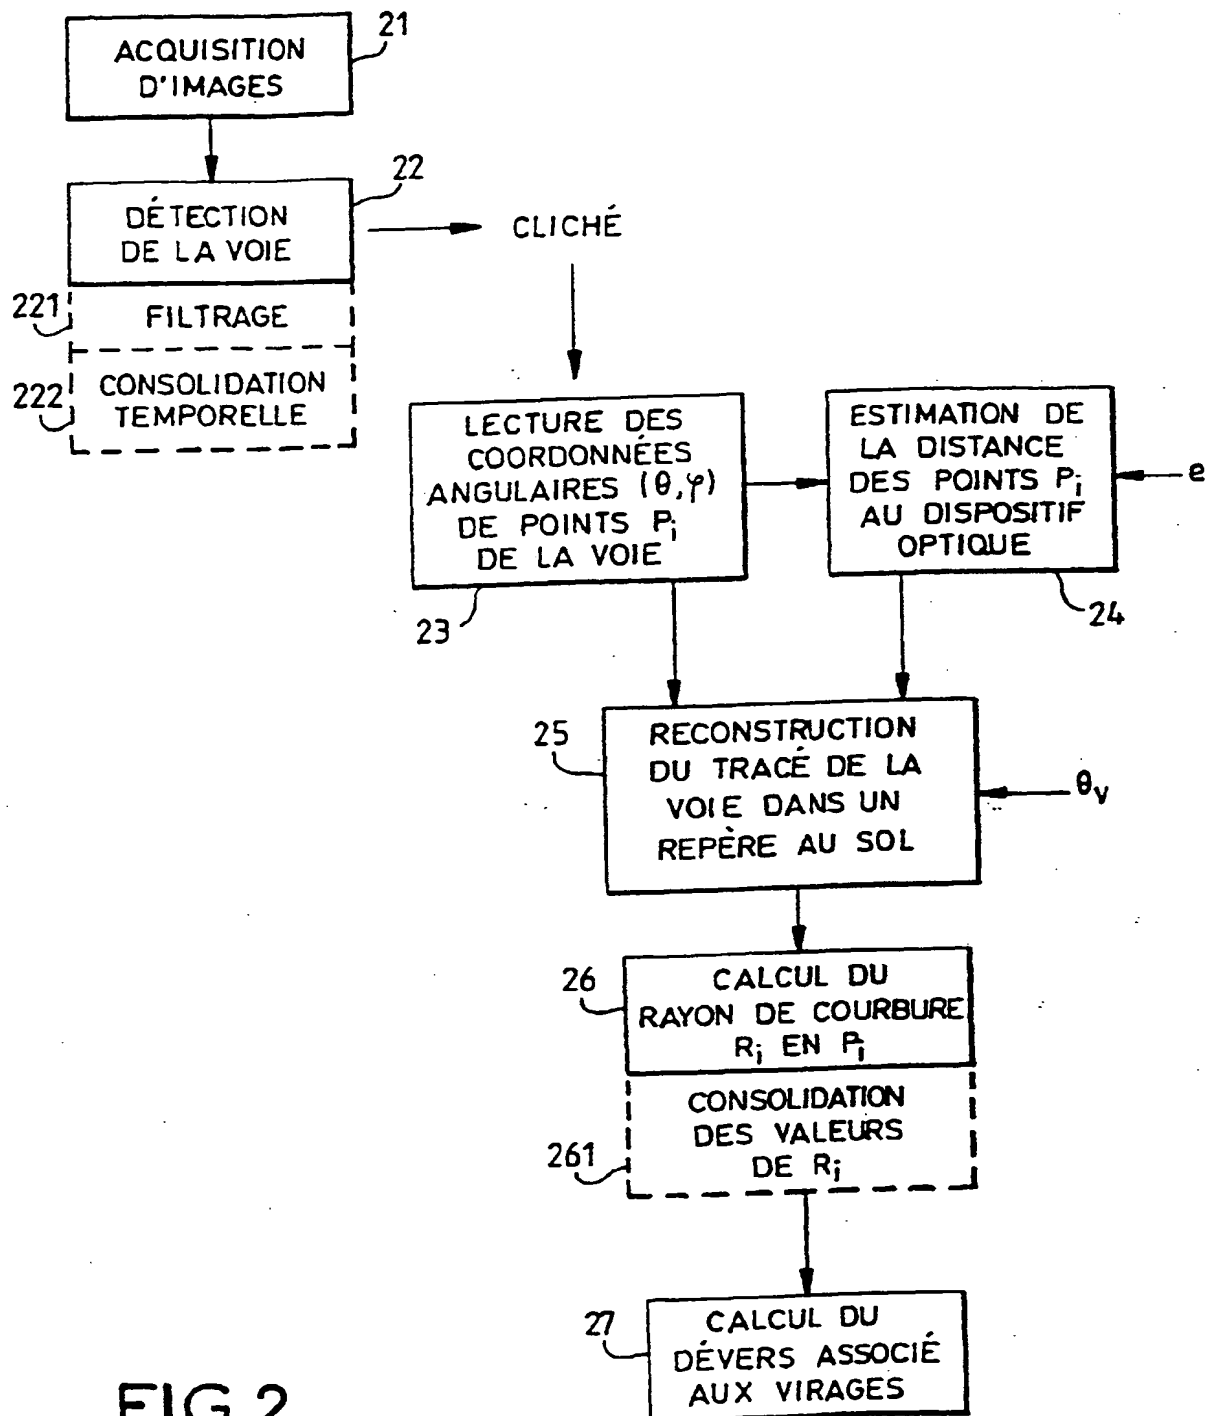 21
ACQUISITION
D'IMAGES
22
DÉTECTION
DE LA VOIE
CLICHÉ
221
FILTRAGE
222
CONSOLIDATION
TEMPORELLE
LECTURE DES
COORDONNÉES
ANGULAIRES (θ,φ)
DE POINTS Pi
DE LA VOIE
23
ESTIMATION DE
LA DISTANCE
DES POINTS Pi
AU DISPOSITIF
OPTIQUE
e
24
25
RECONSTRUCTION
DU TRACÉ DE LA
VOIE DANS UN
REPÈRE AU SOL
θv
26
CALCUL DU
RAYON DE COURBURE
Ri EN Pi
261
CONSOLIDATION
DES VALEURS
DE Ri
27
CALCUL DU
DÉVERS ASSOCIÉ
AUX VIRAGES
FIG.2